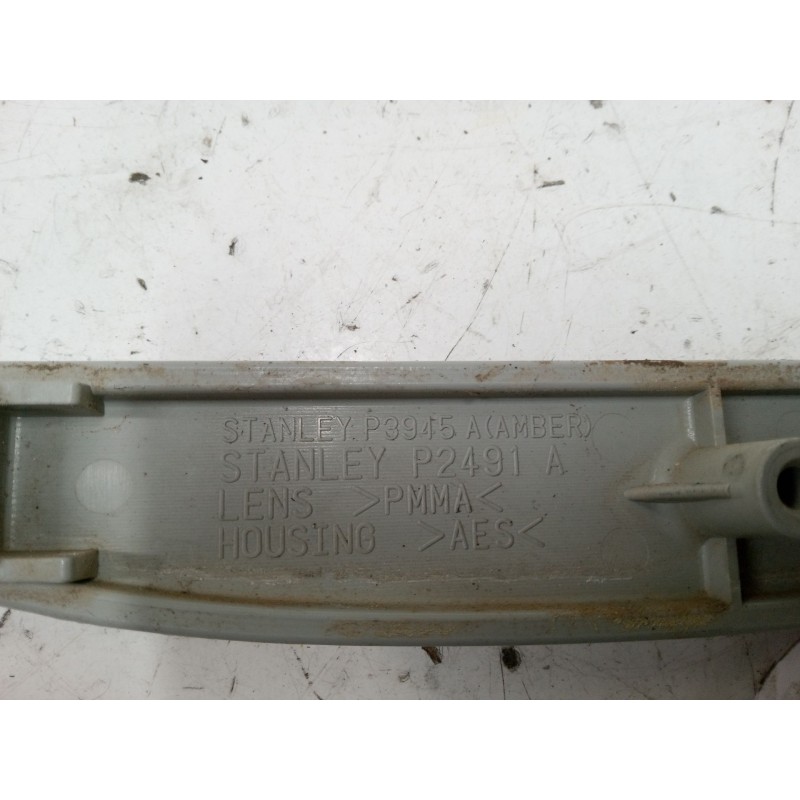 STANLEY P3945 A (AMBER)
STANLEY P2491 A
LENS >PMMA<
HOUSING >AES<